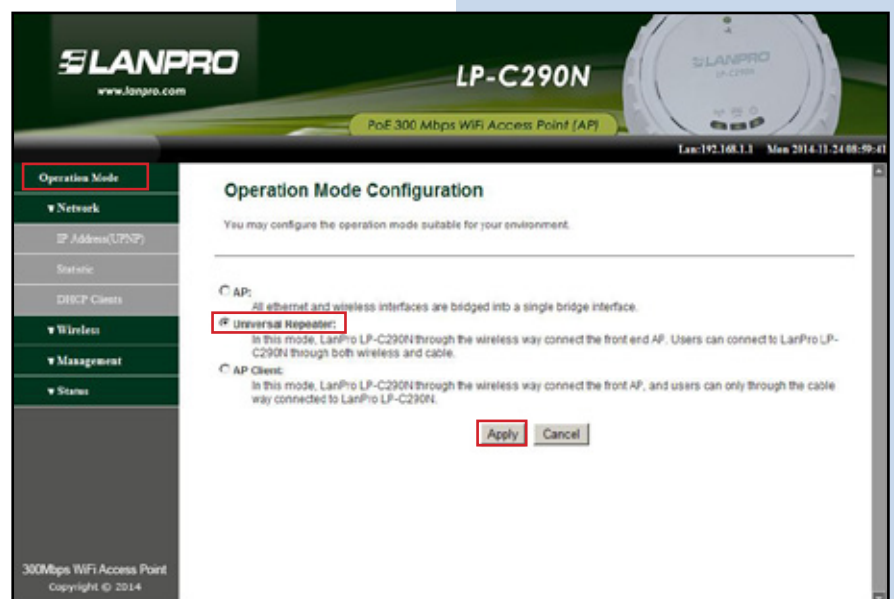 LANPRO
www.lanpro.com
LP-C290N
PoE 300 Mbps WiFi Access Point (AP)
LANPRO
LP-C290N
Lan:192.168.1.1 Mon 2014-11-24 08:59:41
Operation Mode
▼Network
IP Address(UPNP)
Statistic
DHCP Clients
▼Wireless
▼Management
▼Status
300Mbps WiFi Access Point
Copyright © 2014
Operation Mode Configuration
You may configure the operation mode suitable for your environment.
AP:
All ethernet and wireless interfaces are bridged into a single bridge interface.
Universal Repeater:
In this mode, LanPro LP-C290N through the wireless way connect the front end AP. Users can connect to LanPro LP-
C290N through both wireless and cable.
AP Client:
In this mode, LanPro LP-C290N through the wireless way connect the front AP, and users can only through the cable
way connected to LanPro LP-C290N.
Apply Cancel